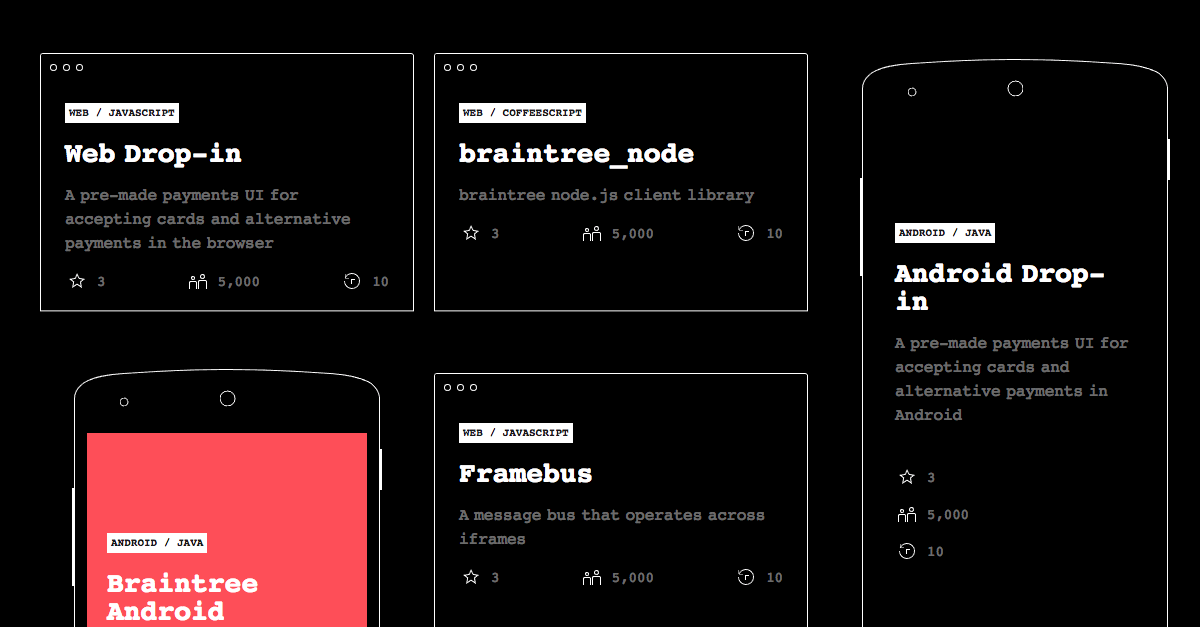 WEB / JAVASCRIPT
Web Drop-in
A pre-made payments UI for
accepting cards and alternative
payments in the browser
3
5,000
10
WEB / COFFEESCRIPT
braintree_node
braintree node.js client library
3
5,000
10
ANDROID / JAVA
Android Drop-
in
A pre-made payments UI for
accepting cards and
alternative payments in
Android
3
5,000
10
ANDROID / JAVA
Braintree
Android
WEB / JAVASCRIPT
Framebus
A message bus that operates across
iframes
3
5,000
10